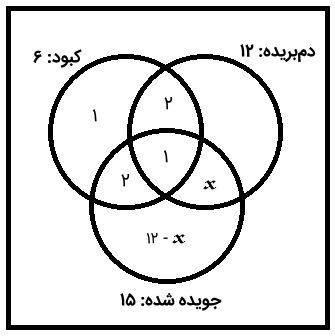 کبود: ۶
دم‌بریده: ۱۲
۱
۲
۱
۲
x
۱۲ - x
جویده شده: ۱۵